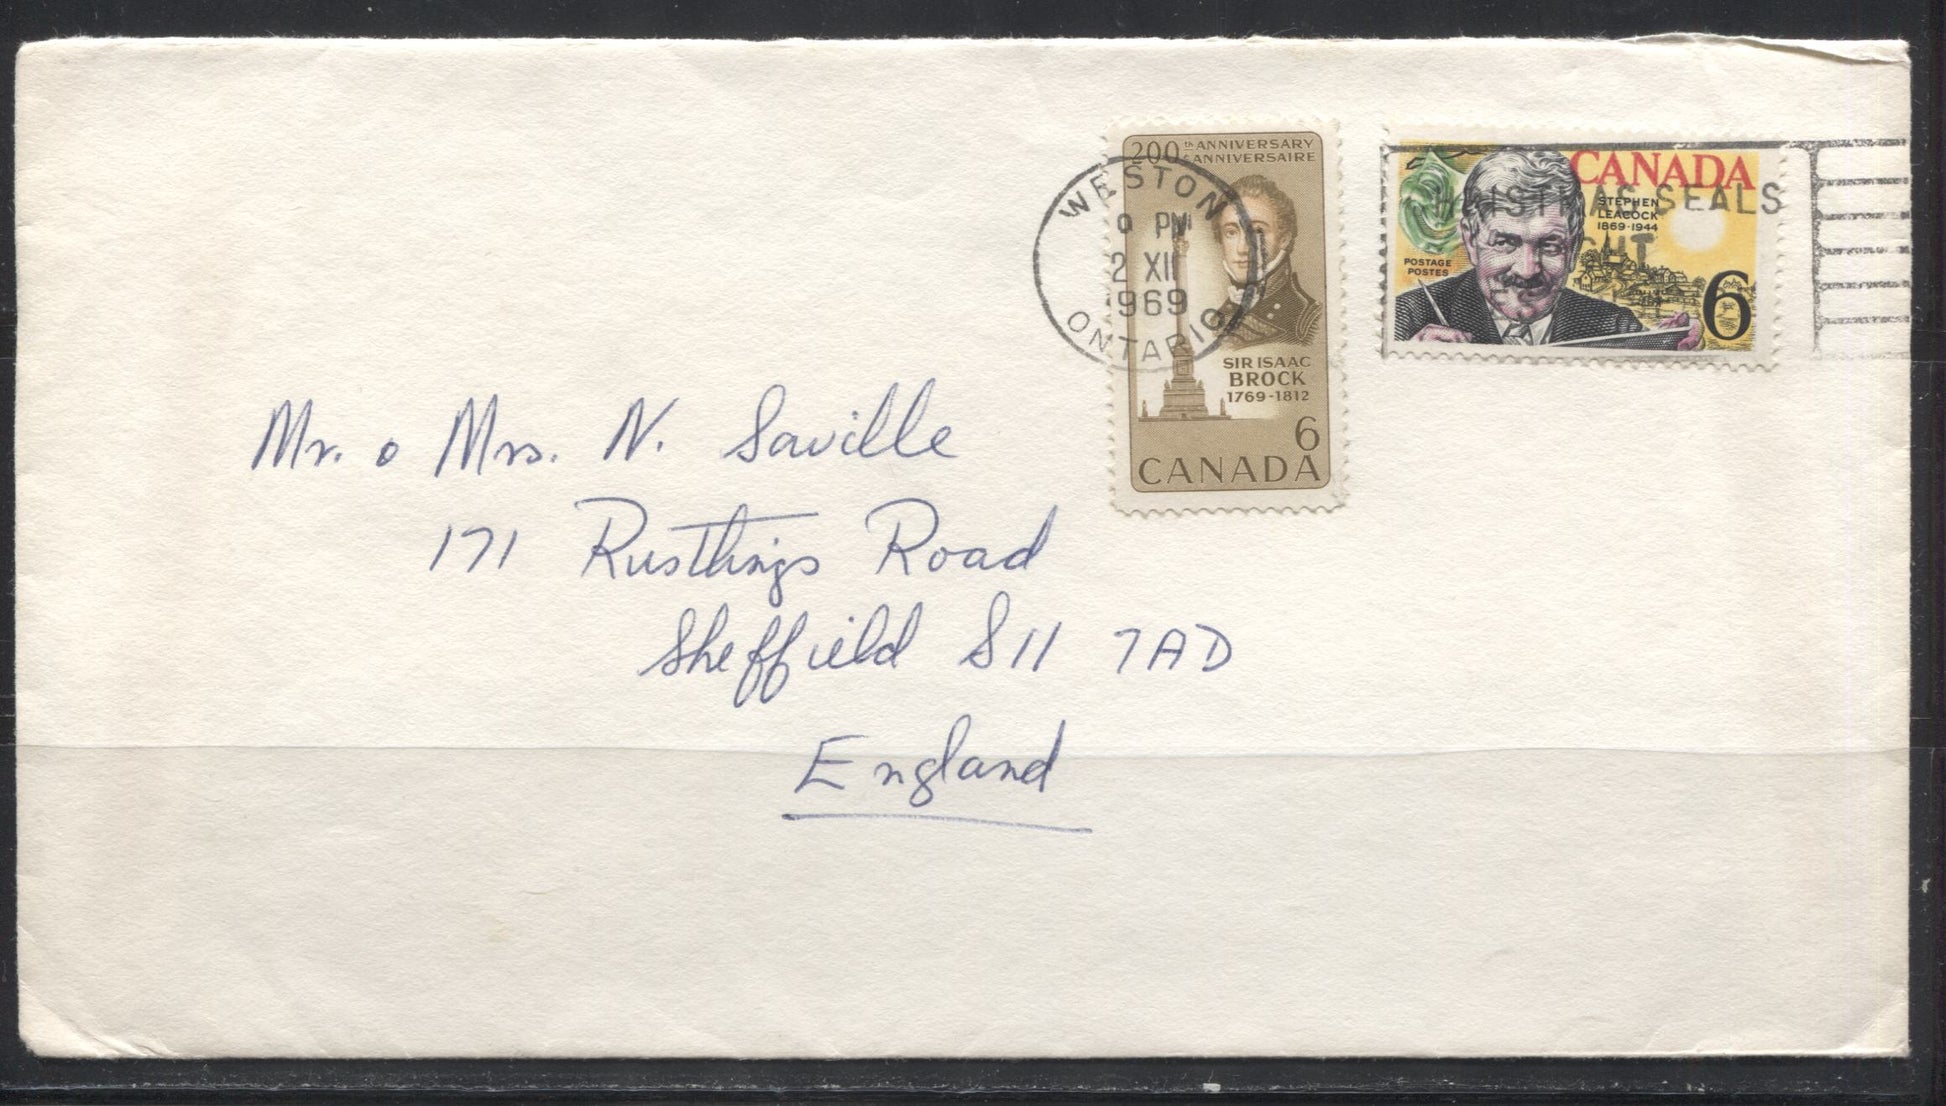 200th ANNIVERSARY
ANNIVERSAIRE
SIR ISAAC
BROCK
1769-1812
6
CANADA
WESTON
PM
2 XII
1969
ONTARIO
CANADA
STEPHEN
LEACOCK
1869-1944
POSTAGE
POSTES
6
CHRISTMAS SEALS
Mr. & Mrs. N. Saville
171 Rustlings Road
Sheffield S11 7AD
England